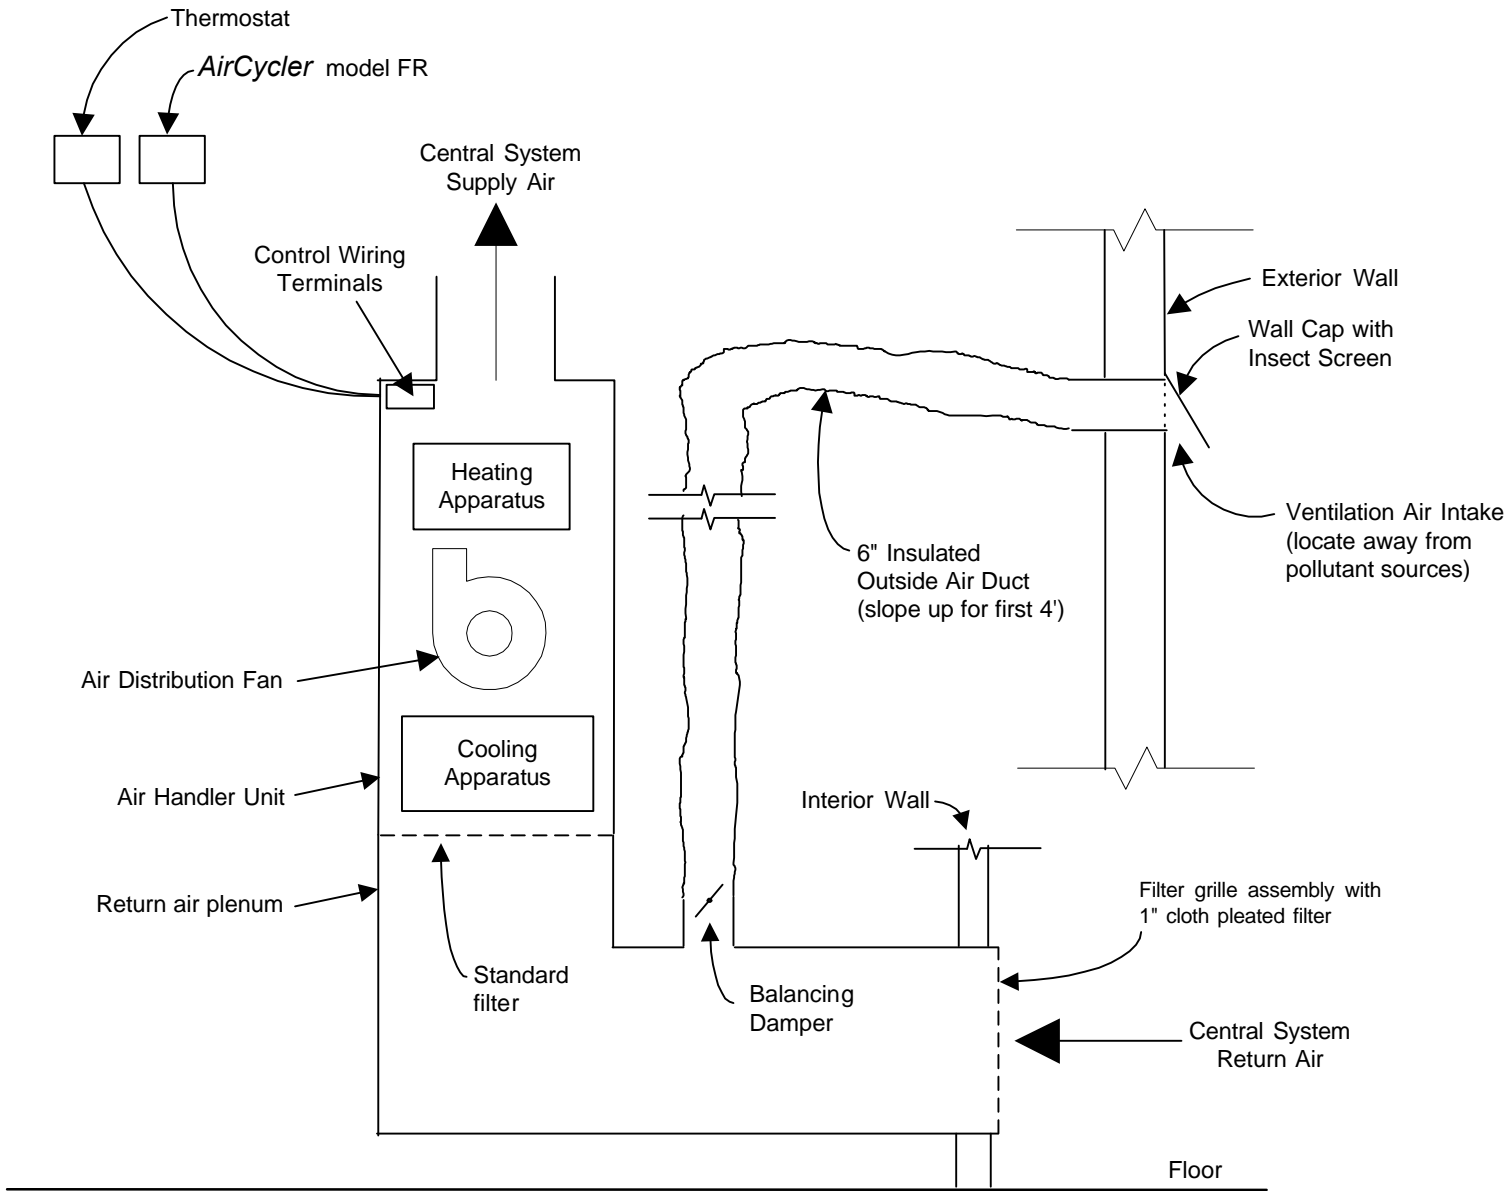 Thermostat
AirCycler model FR
Central System
Supply Air
Control Wiring
Terminals
Exterior Wall
Wall Cap with
Insect Screen
Heating
Apparatus
Ventilation Air Intake
(locate away from
pollutant sources)
6" Insulated
Outside Air Duct
(slope up for first 4')
Air Distribution Fan
Cooling
Apparatus
Air Handler Unit
Interior Wall
Return air plenum
Filter grille assembly with
1" cloth pleated filter
Standard
filter
Balancing
Damper
Central System
Return Air
Floor